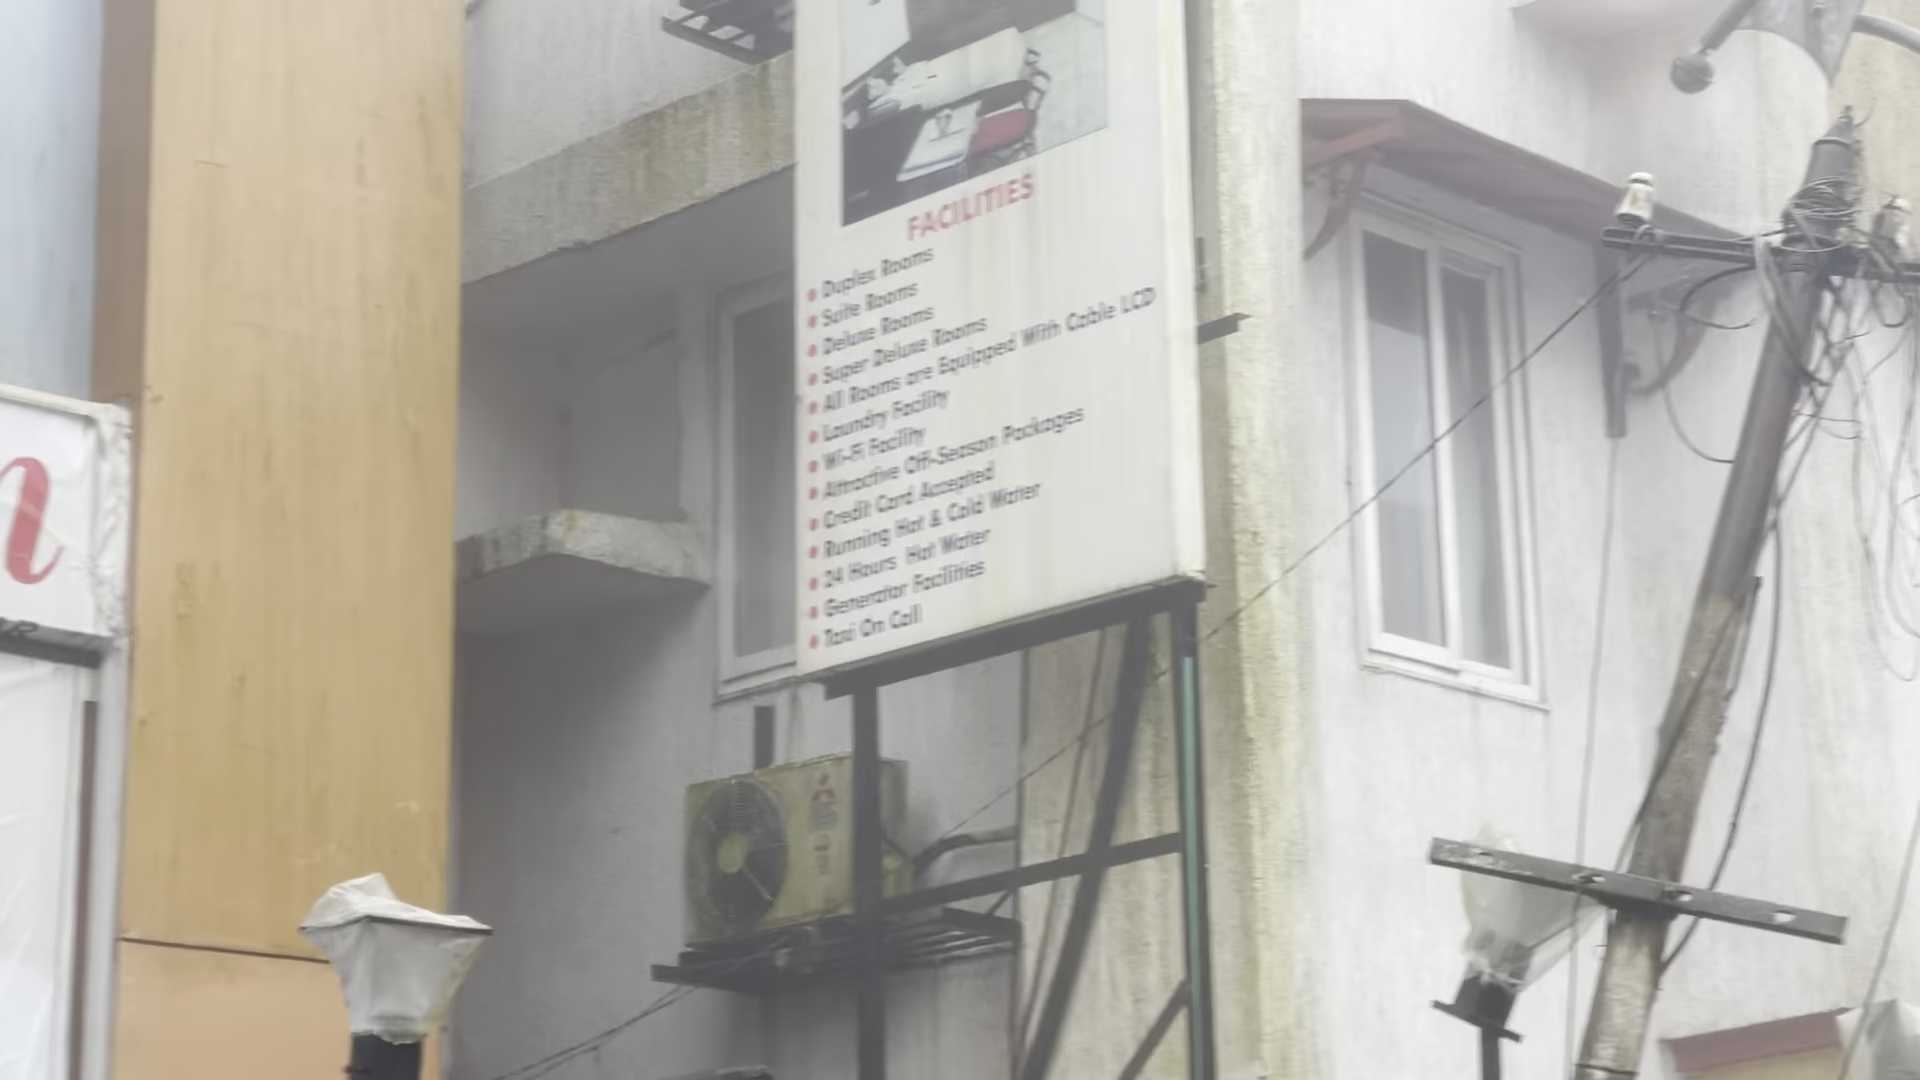 FACILITIES
Duplex Rooms
Suite Rooms
Deluxe Rooms
Super Deluxe Rooms
All Rooms are Equipped With Cable LCD
Laundry Facility
Wi-Fi Facility
Attractive Off-Season Packages
Credit Card Accepted
Running Hot & Cold Water
24 Hours Hot Water
Generator Facilities
Taxi On Call